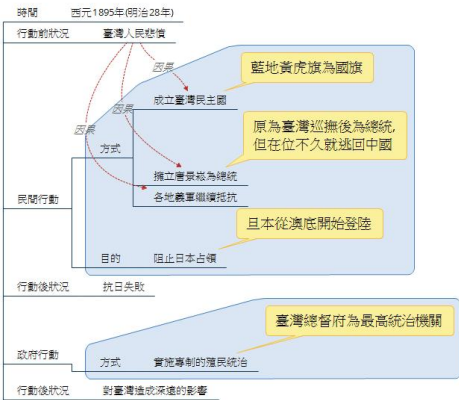 時間 西元1895年(明治28年)
行動前狀況 臺灣人民悲憤
因果
藍地黃虎旗為國旗
成立臺灣民主國
因果
因果
原為臺灣巡撫後為總統,
但在位不久就逃回中國
方式
擁立唐景崧為總統
民間行動
各地義軍繼續抵抗
日本從澳底開始登陸
目的 阻止日本占領
行動後狀況 抗日失敗
臺灣總督府為最高統治機關
政府行動
方式 實施專制的殖民統治
行動後狀況 對臺灣造成深遠的影響